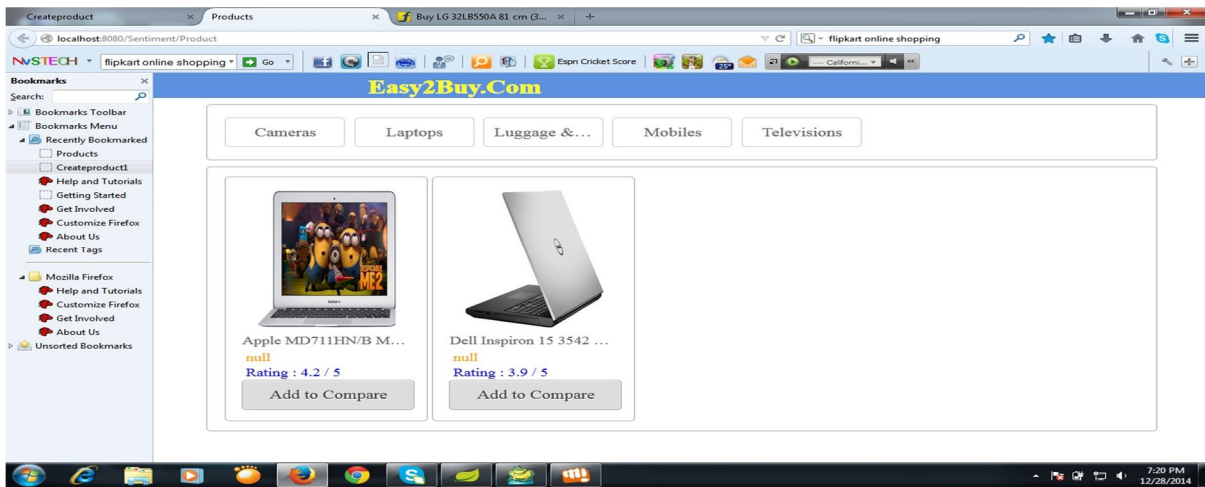 Createproduct × Products × Buy LG 32LB550A 81 cm (3... × +
localhost:8080/Sentiment/Product flipkart online shopping
NVSTECH flipkart online shopping Go Espn Cricket Score 25° Californi...
Bookmarks ×
Search:
Bookmarks Toolbar
Bookmarks Menu
Recently Bookmarked
Products
Createproduct1
Help and Tutorials
Getting Started
Get Involved
Customize Firefox
About Us
Recent Tags
Mozilla Firefox
Help and Tutorials
Customize Firefox
Get Involved
About Us
Unsorted Bookmarks
Easy2Buy.Com
Cameras Laptops Luggage &... Mobiles Televisions
DESPICABLE
ME2
Apple MD711HN/B M... Dell Inspiron 15 3542 ...
null null
Rating : 4.2 / 5 Rating : 3.9 / 5
Add to Compare Add to Compare
7:20 PM
12/28/2014